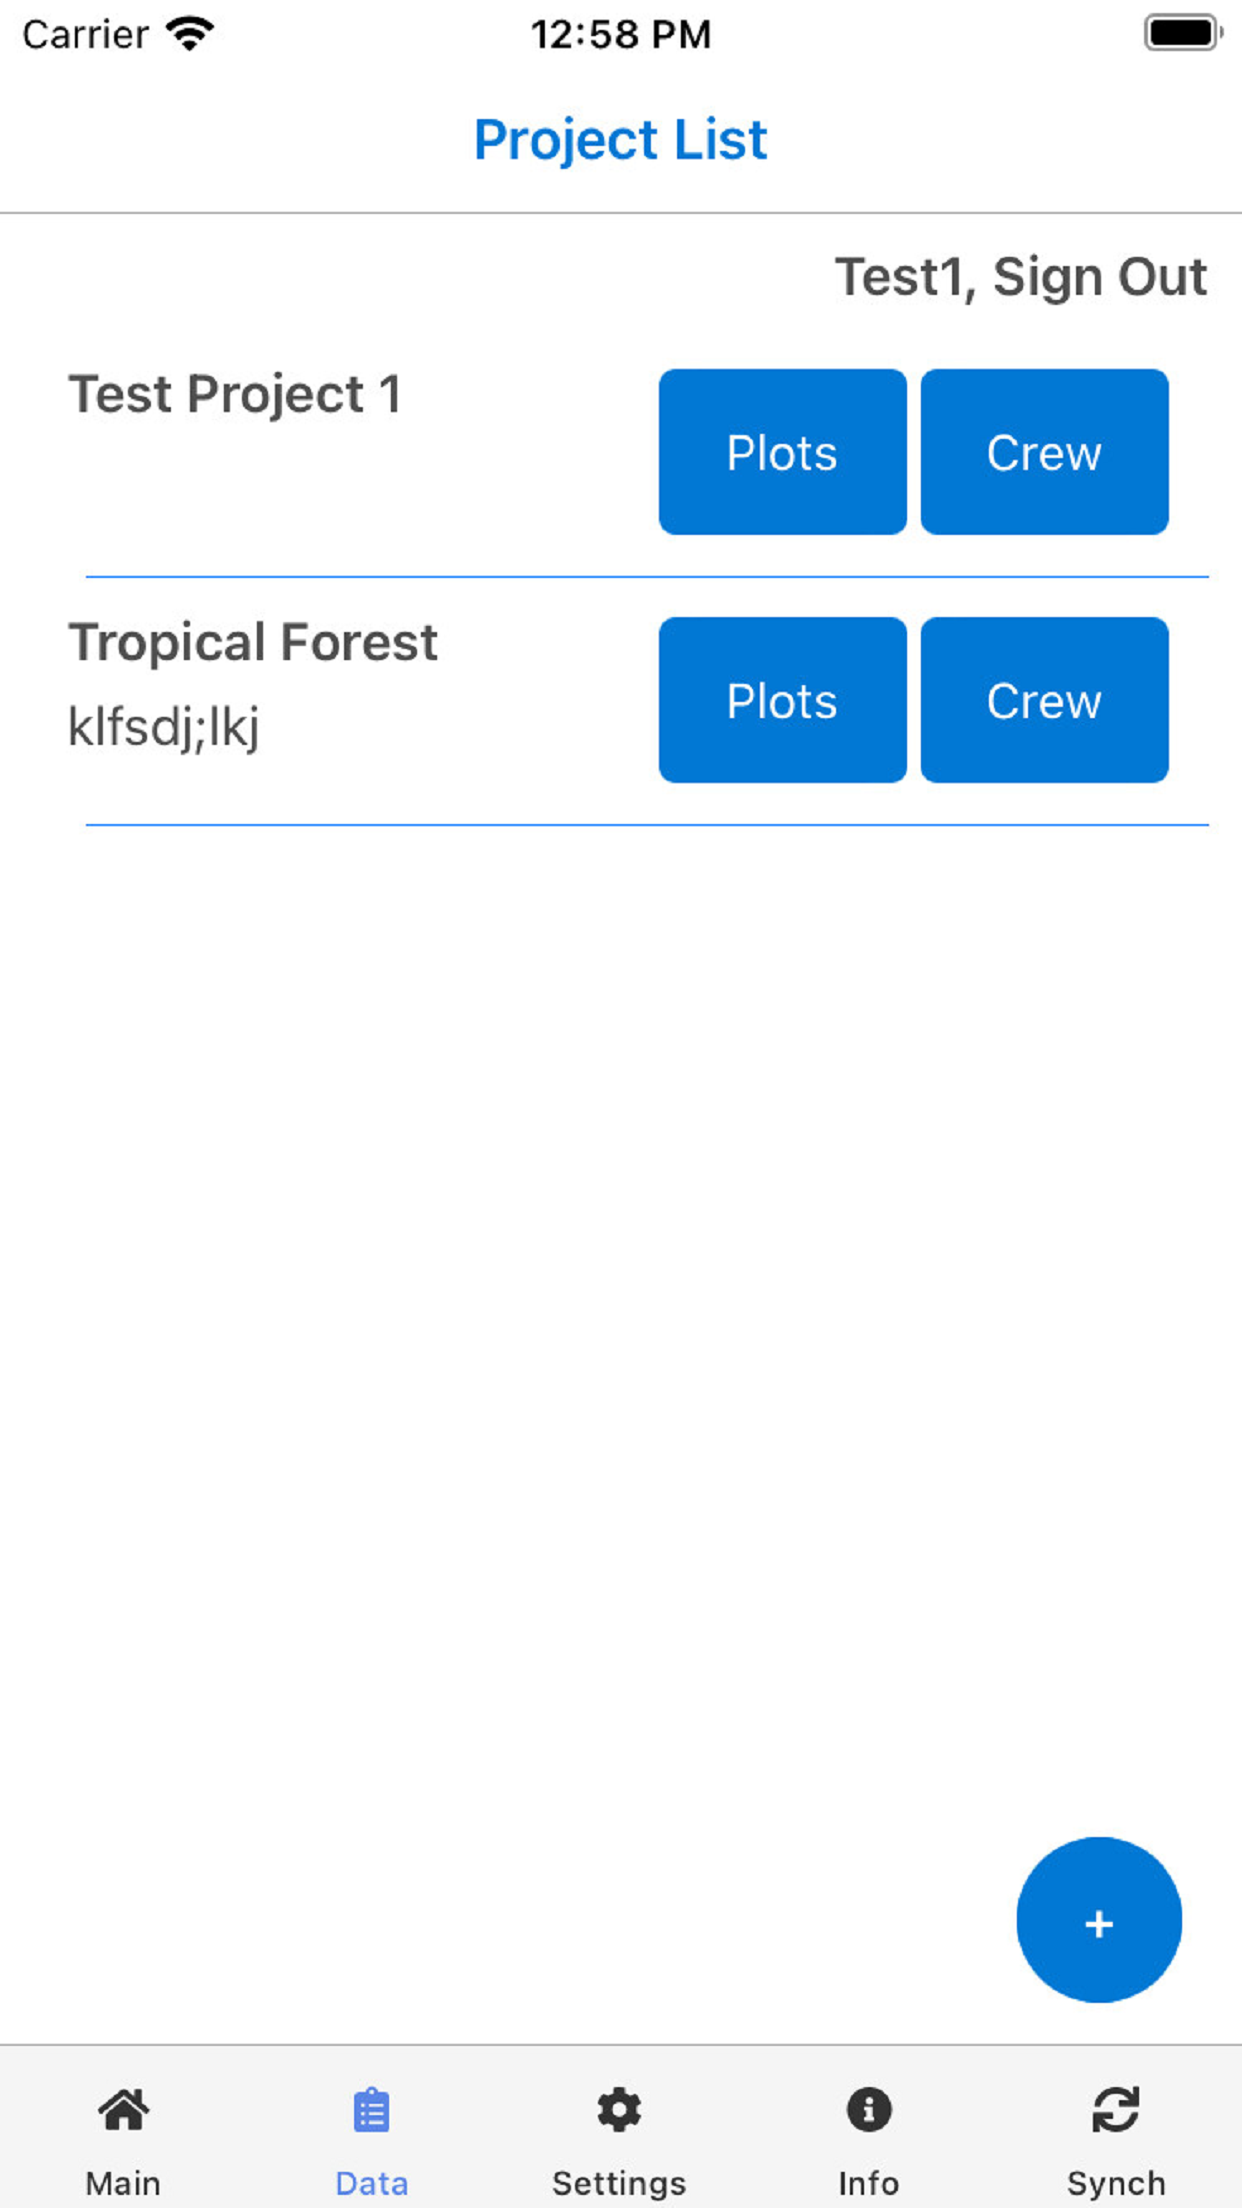 Carrier 12:58 PM
Project List
Test1, Sign Out
Test Project 1
Plots Crew
Tropical Forest
klfsdj;lkj
Plots Crew
+
Main Data Settings Info Synch